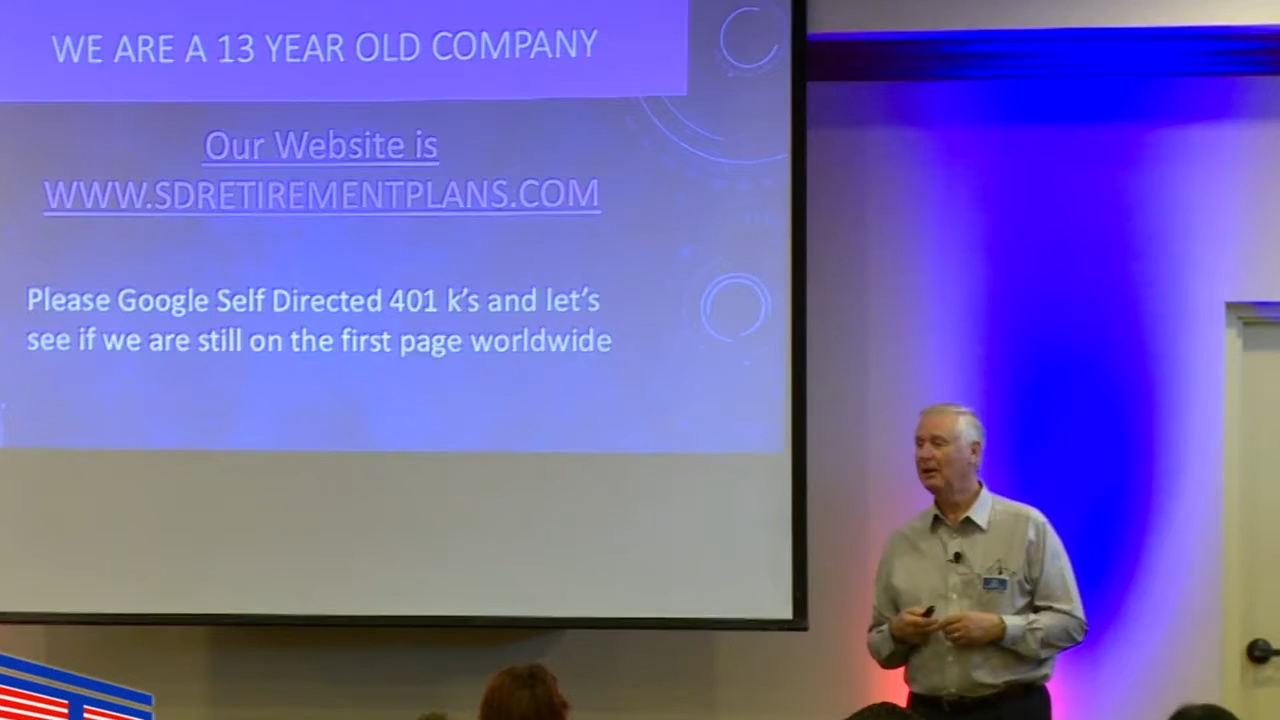 WE ARE A 13 YEAR OLD COMPANY
Our Website is
WWW.SDRETIREMENTPLANS.COM
Please Google Self Directed 401 k's and let's
see if we are still on the first page worldwide